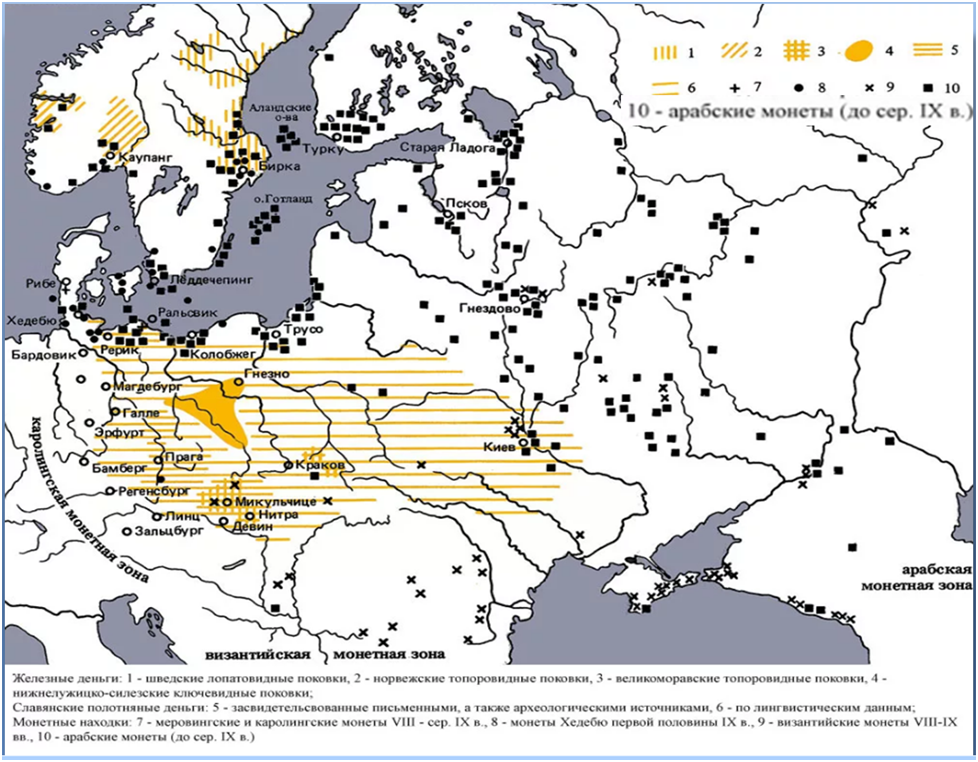 1 2 3 4 5
6 7 8 9 10
10 - арабские монеты (до сер. IX в.)
Аландские
о-ва
Турку
Старая Ладога
Каупанг
Бирка
о.Готланд
Псков
Рибе
Лёддечепинг
Хедебю
Ральсвик
Гнездово
Рерик
Колобжег
Трусо
Бардовик
Гнезно
Магдебург
Галле
Эрфурт
Киев
Прага
Бамберг
Краков
Регенсбург
Микульчице
Линц
Нитра
Зальцбург
Девин
каролингская монетная зона
арабская
монетная зона
византийская монетная зона
Железные деньги: 1 - шведские лопатовидные поковки, 2 - норвежские топоровидные поковки, 3 - великоморавские топоровидные поковки, 4 -
нижнелужицко-силезские ключевидные поковки;
Славянские полотняные деньги: 5 - засвидетельсвованные письменными, а также археологическими источниками, 6 - по лингвистическим данным;
Монетные находки: 7 - меровингские и каролингские монеты VIII - сер. IX в., 8 - монеты Хедебю первой половины IX в., 9 - византийские монеты VIII-IX
вв., 10 - арабские монеты (до сер. IX в.)